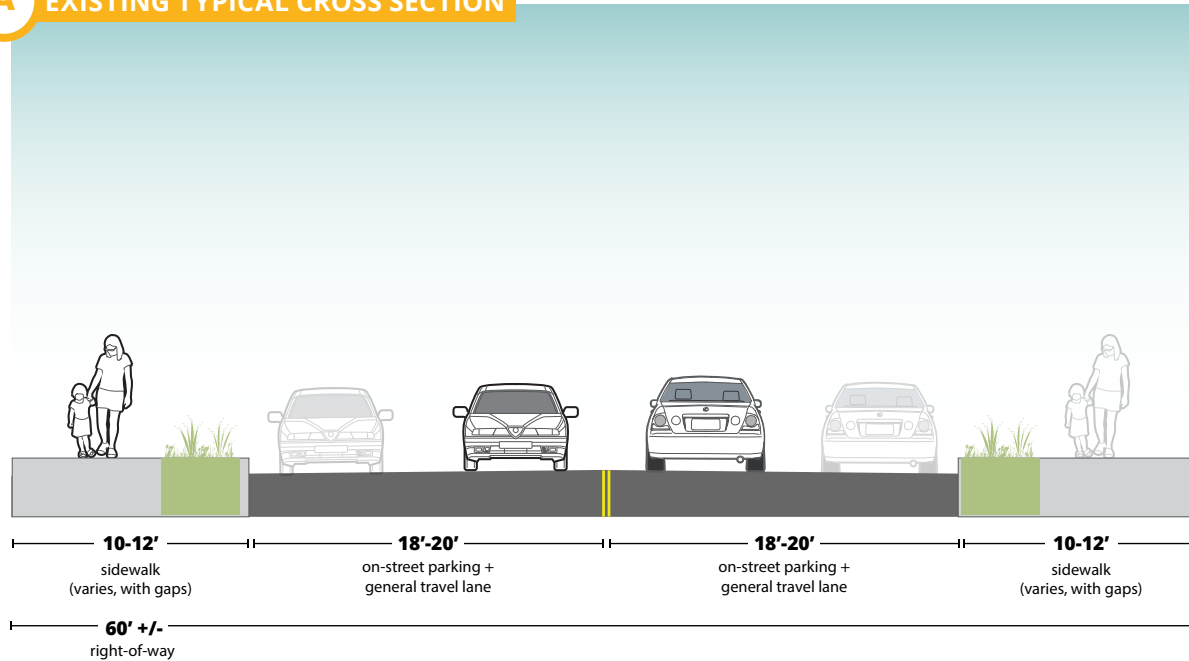 A EXISTING TYPICAL CROSS SECTION
10-12’
18’-20’
18’-20’
10-12’
sidewalk
(varies, with gaps)
on-street parking +
general travel lane
on-street parking +
general travel lane
sidewalk
(varies, with gaps)
60’ +/-
right-of-way